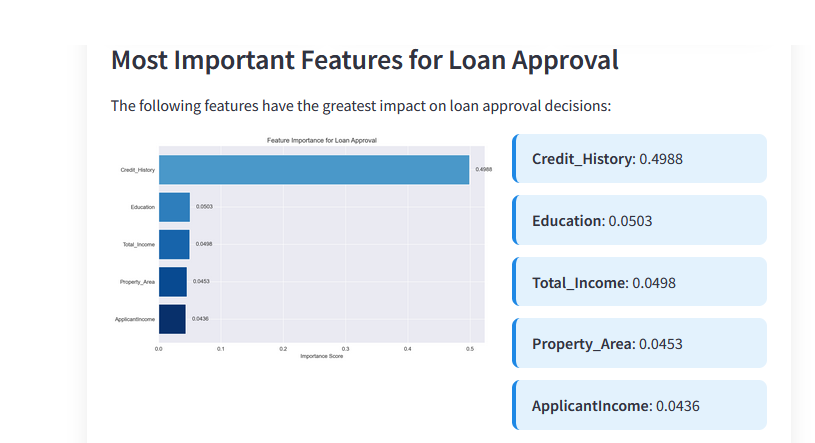 Most Important Features for Loan Approval
The following features have the greatest impact on loan approval decisions:
Feature Importance for Loan Approval
Credit_History
0.4988
Education
0.0503
Total_Income
0.0498
Property_Area
0.0453
ApplicantIncome
0.0436
0.0 0.1 0.2 0.3 0.4 0.5
Importance Score
Credit_History: 0.4988
Education: 0.0503
Total_Income: 0.0498
Property_Area: 0.0453
ApplicantIncome: 0.0436